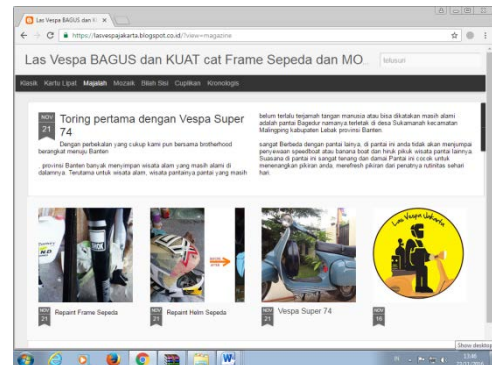 Las Vespa BAGUS dan K
https://lasvespajakarta.blogspot.co.id/?view=magazine
Las Vespa BAGUS dan KUAT cat Frame Sepeda dan MO...
telusuri
Klasik Kartu Lipat Majalah Mozaik Bilah Sisi Cuplikan Kronologis
NOV
21
Toring pertama dengan Vespa Super
74
Dengan perbekalan yang cukup kami pun bersama brotherhood
berangkat menuju Banten
. provinsi Banten banyak menyimpan wisata alam yang masih alami di
dalamnya. Terutama untuk wisata alam, wisata pantainya pantai yang masih
belum terlalu terjamah tangan manusia atau bisa dikatakan masih alami
adalah pantai Bagedur namanya.terletak di desa Sukamanah kecamatan
Malingping kabupaten Lebak provinsi Banten.
sangat Berbeda dengan pantai lainya, di pantai ini anda tidak akan menjumpai
penyewaan speedboat atau banana boat dan hiruk pikuk wisata pantai lainnya.
Suasana di pantai ini sangat tenang dan damai Pantai ini cocok untuk
menenangkan pikiran anda, merefresh pikiran dari penatnya rutinitas sehari
hari.
Las Vespa Jakarta
NOV
21
Repaint Frame Sepeda
NOV
21
Repaint Helm Sepeda
NOV
21
Vespa Super 74
NOV
16
Show desktop
IN
13:46